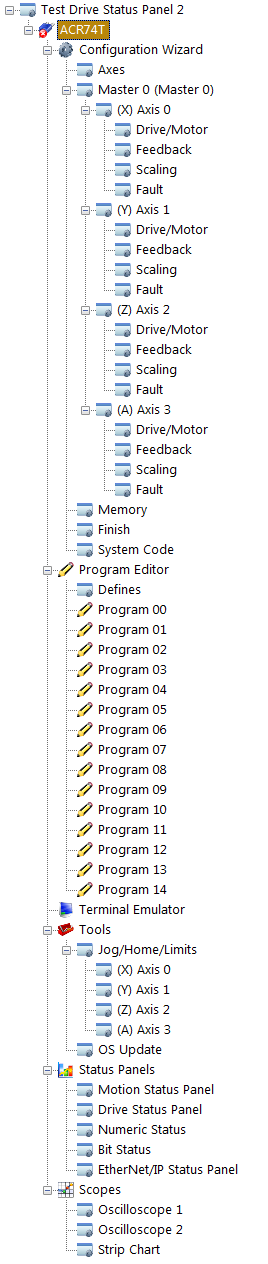 Test Drive Status Panel 2
ACR74T
Configuration Wizard
Axes
Master 0 (Master 0)
(X) Axis 0
Drive/Motor
Feedback
Scaling
Fault
(Y) Axis 1
Drive/Motor
Feedback
Scaling
Fault
(Z) Axis 2
Drive/Motor
Feedback
Scaling
Fault
(A) Axis 3
Drive/Motor
Feedback
Scaling
Fault
Memory
Finish
System Code
Program Editor
Defines
Program 00
Program 01
Program 02
Program 03
Program 04
Program 05
Program 06
Program 07
Program 08
Program 09
Program 10
Program 11
Program 12
Program 13
Program 14
Terminal Emulator
Tools
Jog/Home/Limits
(X) Axis 0
(Y) Axis 1
(Z) Axis 2
(A) Axis 3
OS Update
Status Panels
Motion Status Panel
Drive Status Panel
Numeric Status
Bit Status
EtherNet/IP Status Panel
Scopes
Oscilloscope 1
Oscilloscope 2
Strip Chart